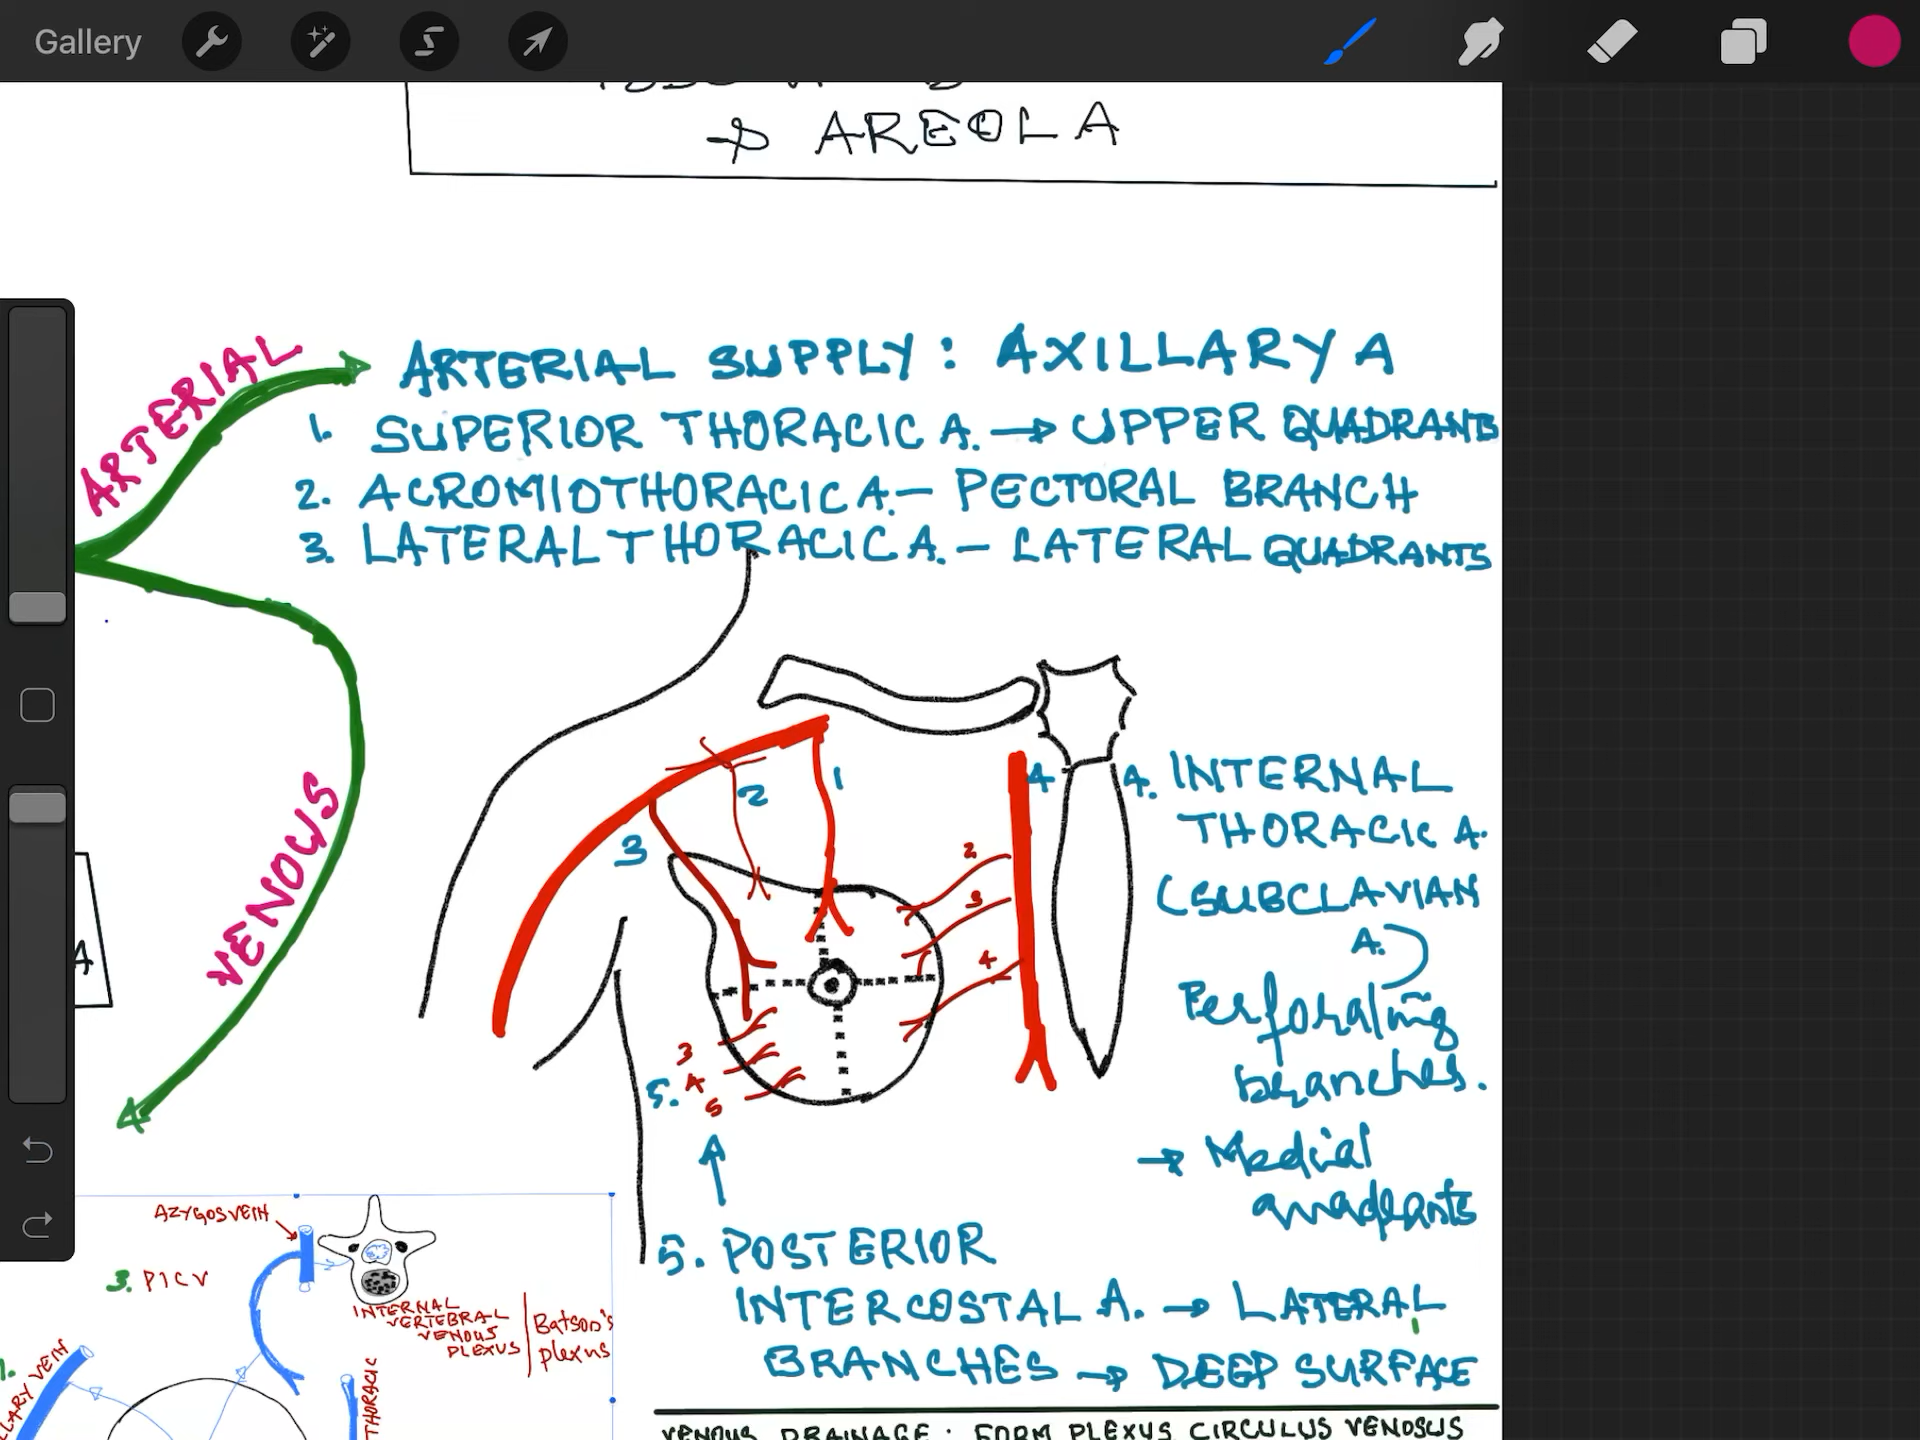 Gallery
→ AREOLA
ARTERIAL
ARTERIAL SUPPLY: AXILLARY A
1. SUPERIOR THORACIC A. → UPPER QUADRANTS
2. ACROMIOTHORACIC A. – PECTORAL BRANCH
3. LATERAL THORACIC A. – LATERAL QUADRANTS
VENOUS
1
2
3
4
4. INTERNAL
THORACIC A.
(SUBCLAVIAN
A.)
Perforating
branches.
→ Medial
quadrants
2
3
4
3
5. 4
5
A
5. POSTERIOR
INTERCOSTAL A. → LATERAL
BRANCHES → DEEP SURFACE
AZYGOS VEIN
3. PICV
INTERNAL
VERTEBRAL
VENOUS
PLEXUS
Batson's
plexus
VEIN
THORACIC
VENOUS DRAINAGE: FORM PLEXUS CIRCULUS VENOSUS